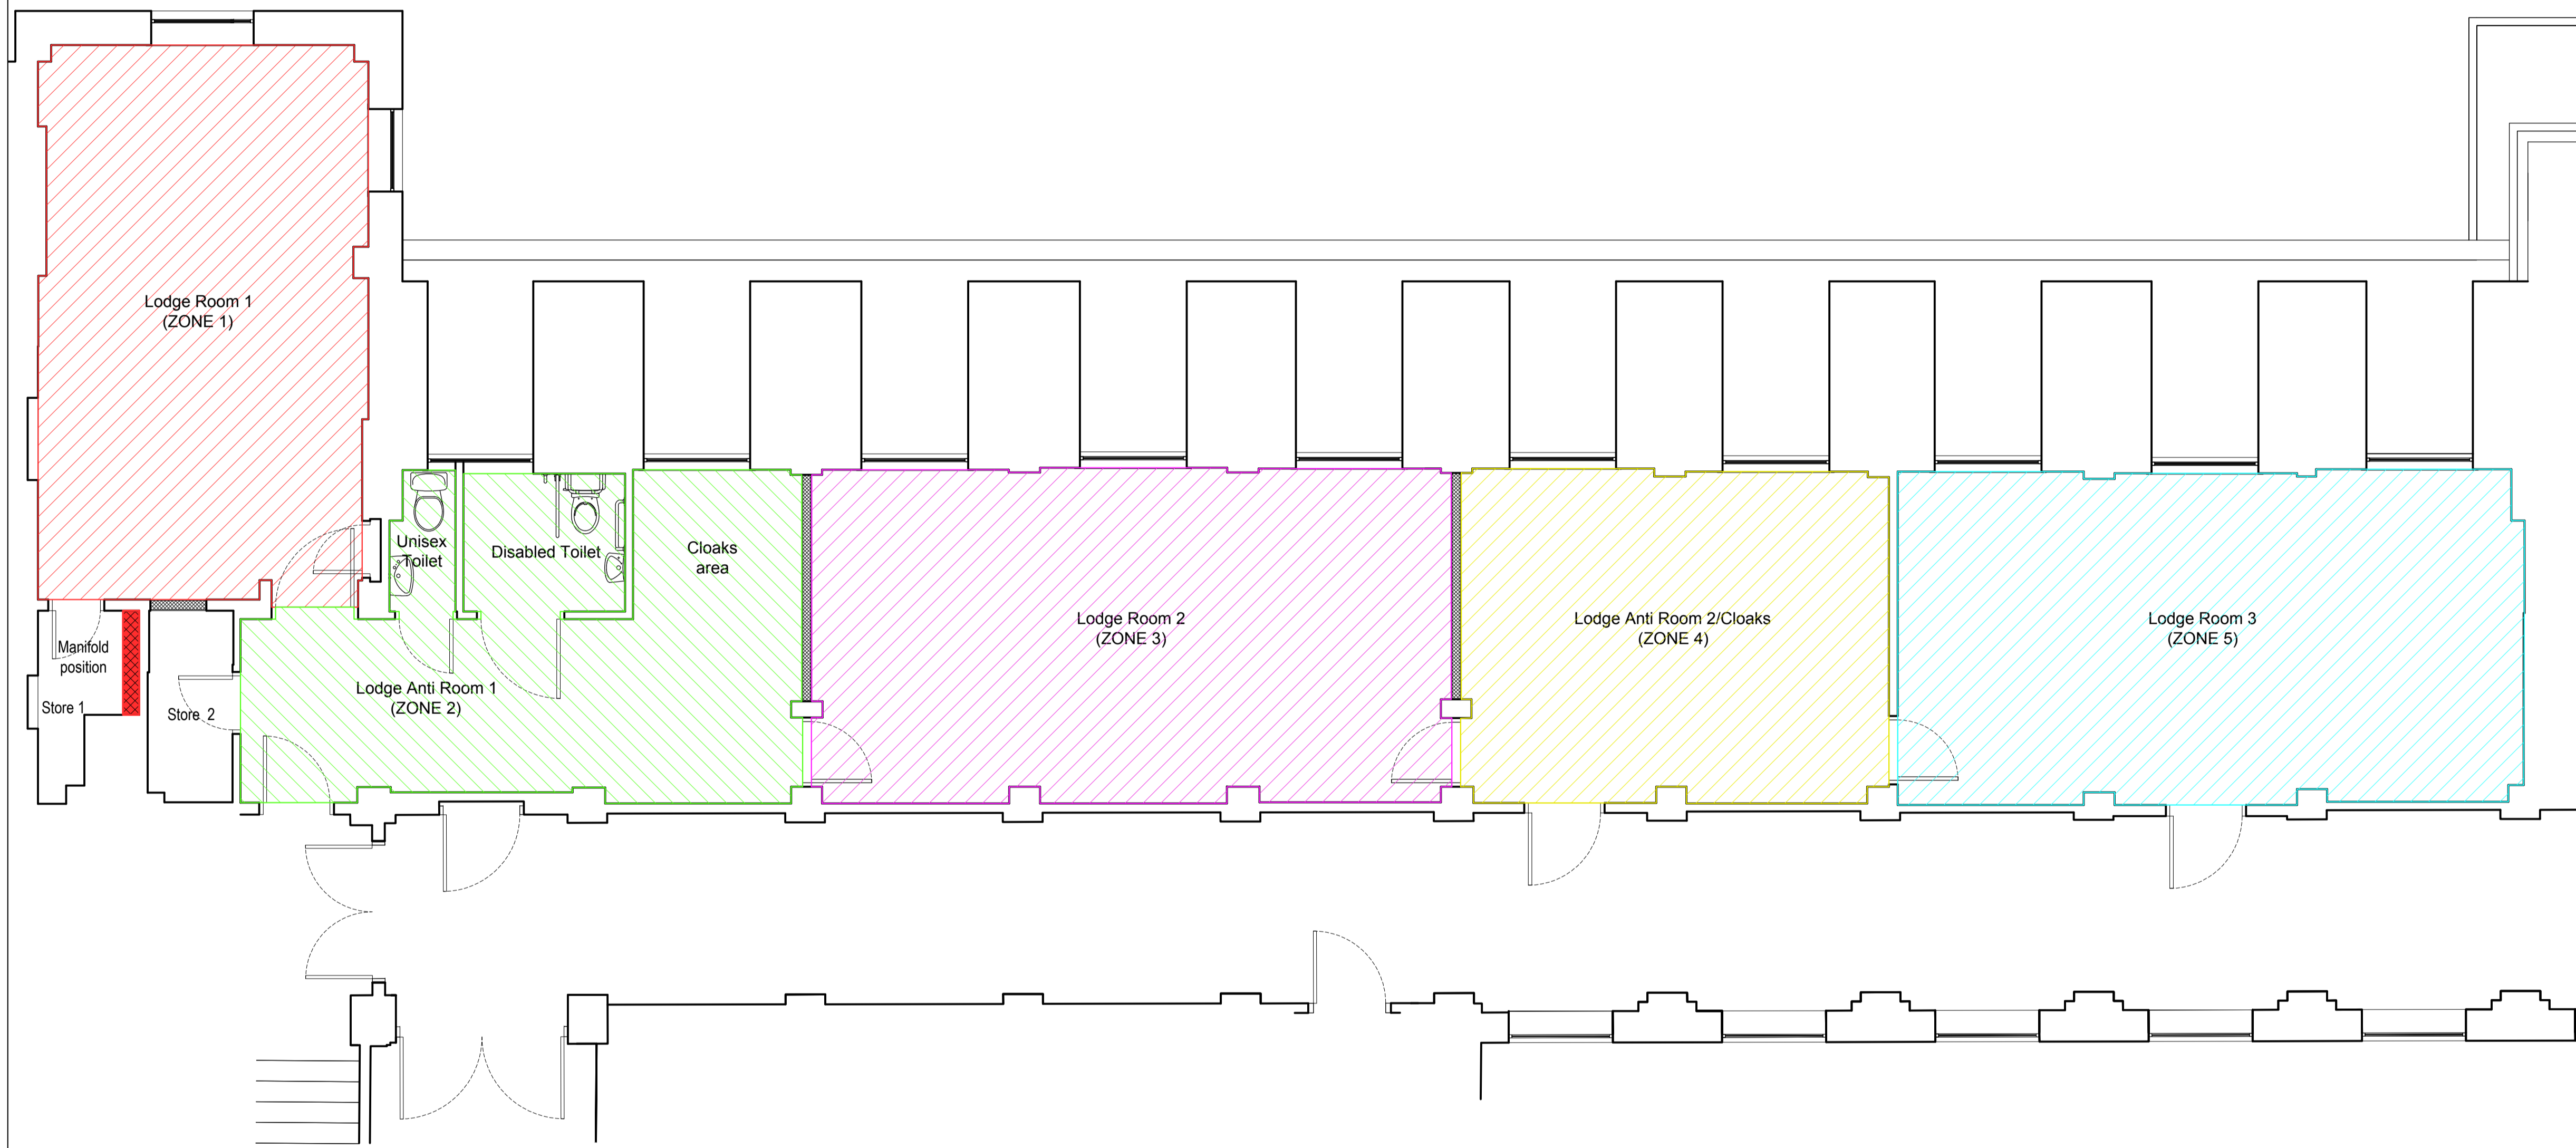 Lodge Room 1
(ZONE 1)
Unisex
Toilet
Disabled Toilet
Cloaks
area
Lodge Room 2
(ZONE 3)
Lodge Anti Room 2/Cloaks
(ZONE 4)
Lodge Room 3
(ZONE 5)
Manifold
position
Store 1
Store 2
Lodge Anti Room 1
(ZONE 2)